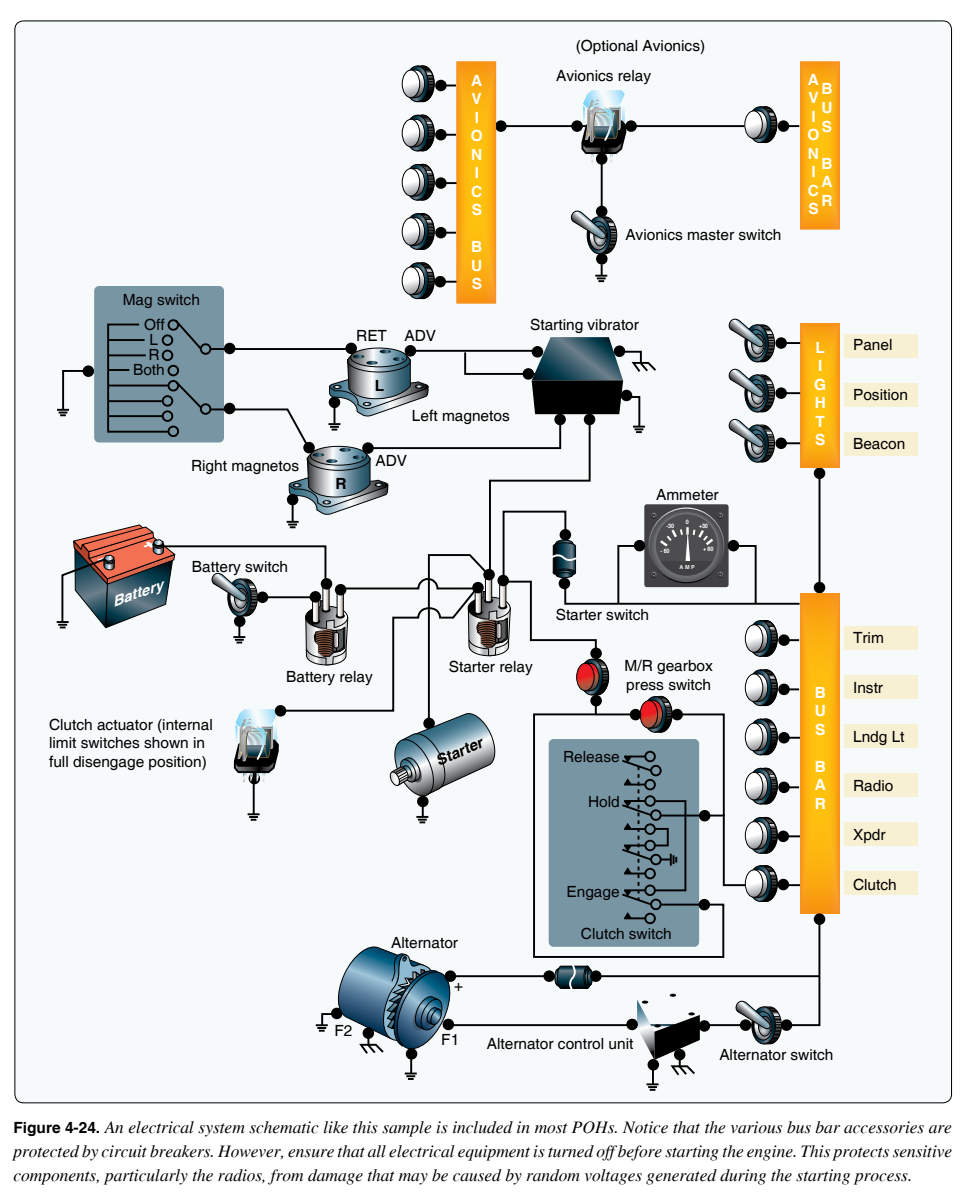 (Optional Avionics)
Avionics relay
AVIONICS BUS
AVIONICS
BUS BAR
Avionics master switch
Mag switch
Off
L
R
Both
RET
ADV
L
Left magnetos
Starting vibrator
Right magnetos
ADV
R
LIGHTS
Panel
Position
Beacon
Ammeter
-30
0
+30
- 60
+ 60
AMP
Battery
Battery switch
Battery relay
Starter relay
Starter switch
M/R gearbox
press switch
BUS BAR
Trim
Instr
Lndg Lt
Radio
Xpdr
Clutch
Clutch actuator (internal
limit switches shown in
full disengage position)
Starter
Release
Hold
Engage
Clutch switch
Alternator
+
F2
F1
Alternator control unit
Alternator switch
Figure 4-24. An electrical system schematic like this sample is included in most POHs. Notice that the various bus bar accessories are
protected by circuit breakers. However, ensure that all electrical equipment is turned off before starting the engine. This protects sensitive
components, particularly the radios, from damage that may be caused by random voltages generated during the starting process.